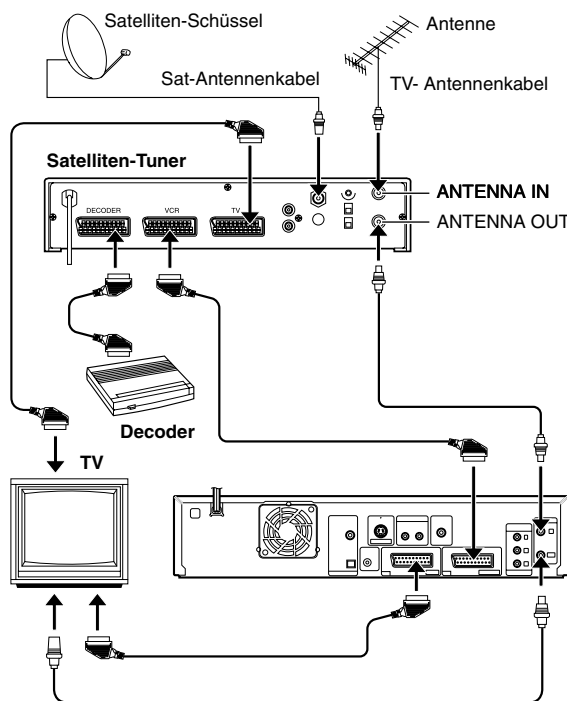 Satelliten-Schüssel
Antenne
Sat-Antennenkabel
TV- Antennenkabel
Satelliten-Tuner
ANTENNA IN
DECODER
VCR
TV
ANTENNA OUT
Decoder
TV